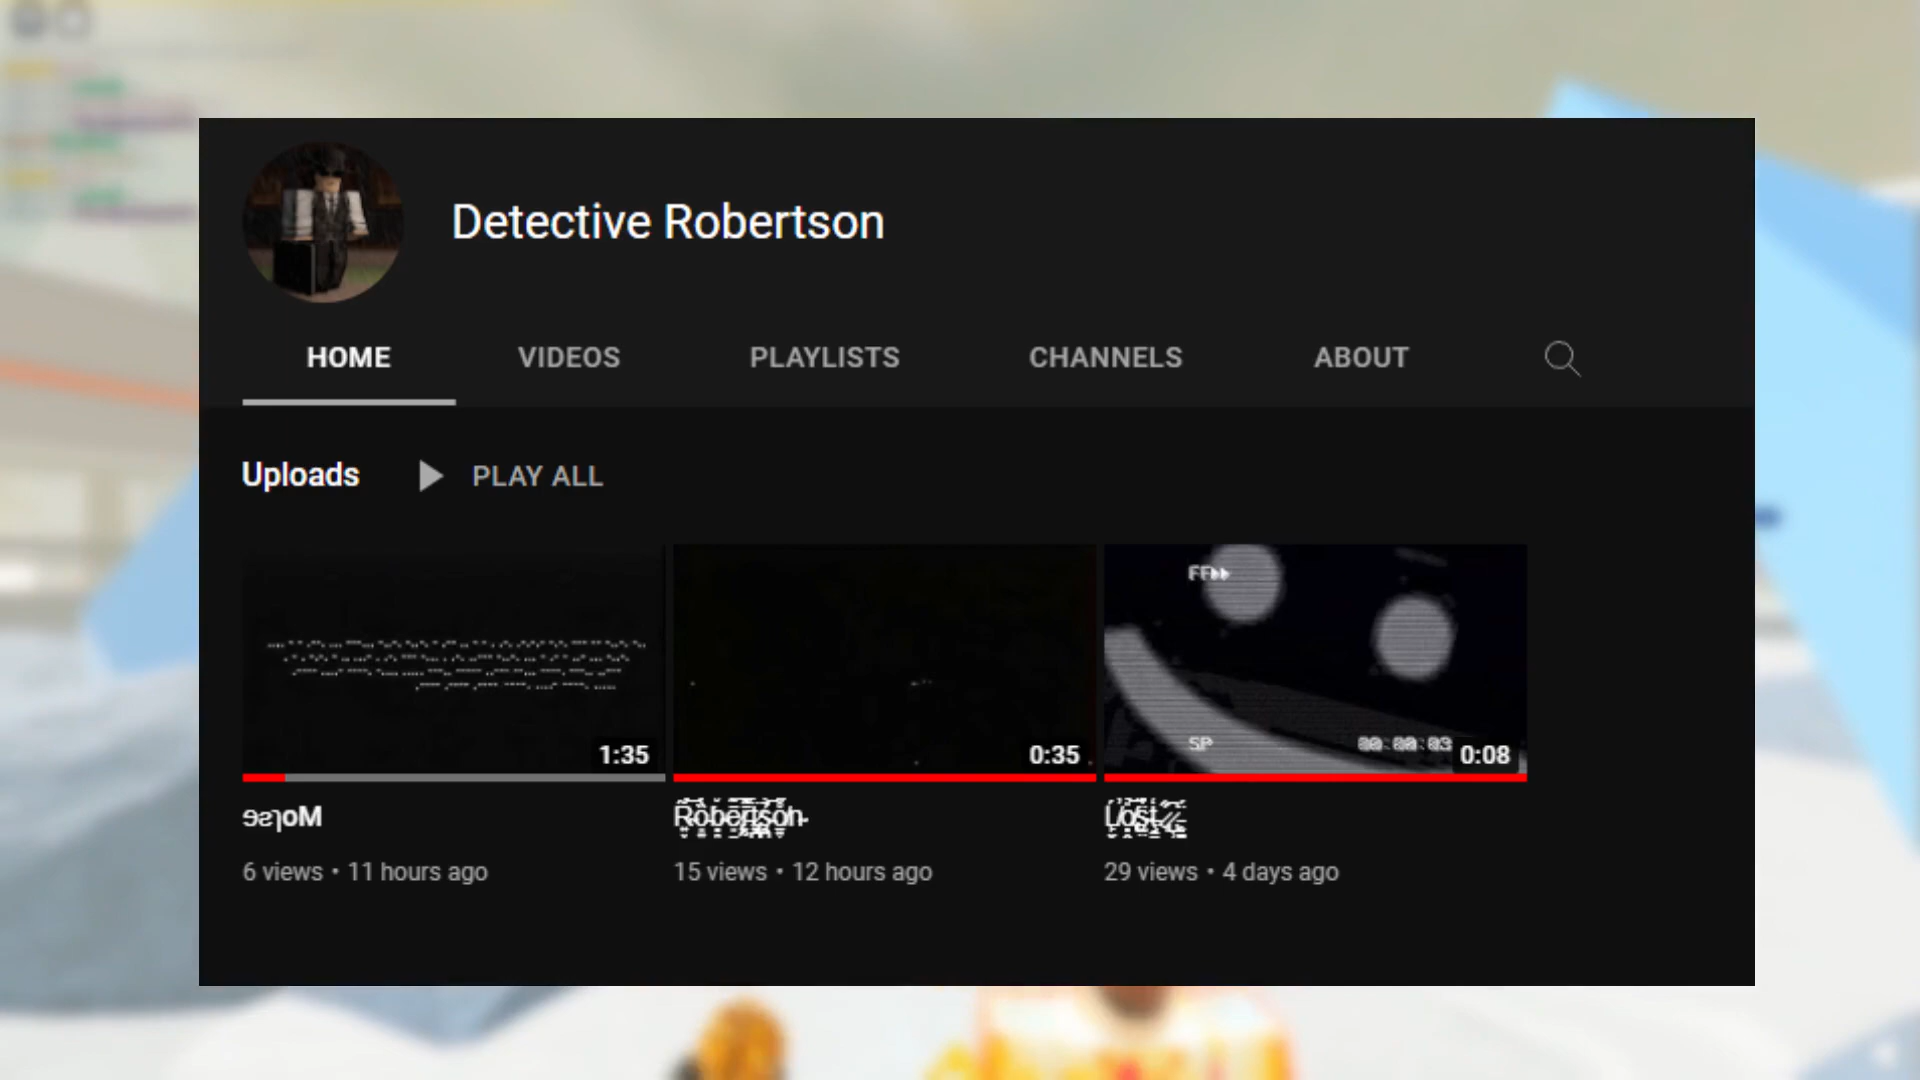 Detective Robertson
HOME VIDEOS PLAYLISTS CHANNELS ABOUT
Uploads PLAY ALL
FF
SP 00:00:03
1:35 0:35 0:08
ɘƨɿoM Robertson Lost
6 views • 11 hours ago 15 views • 12 hours ago 29 views • 4 days ago